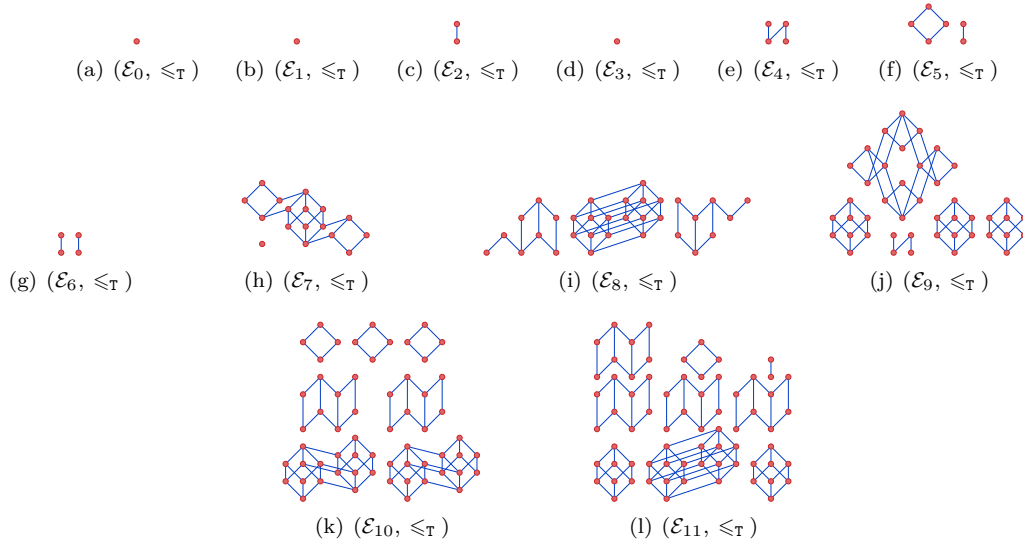 (a) (ℰ₀, ⩽ᴛ) (b) (ℰ₁, ⩽ᴛ) (c) (ℰ₂, ⩽ᴛ) (d) (ℰ₃, ⩽ᴛ) (e) (ℰ₄, ⩽ᴛ) (f) (ℰ₅, ⩽ᴛ)
(g) (ℰ₆, ⩽ᴛ) (h) (ℰ₇, ⩽ᴛ) (i) (ℰ₈, ⩽ᴛ) (j) (ℰ₉, ⩽ᴛ)
(k) (ℰ₁₀, ⩽ᴛ) (l) (ℰ₁₁, ⩽ᴛ)